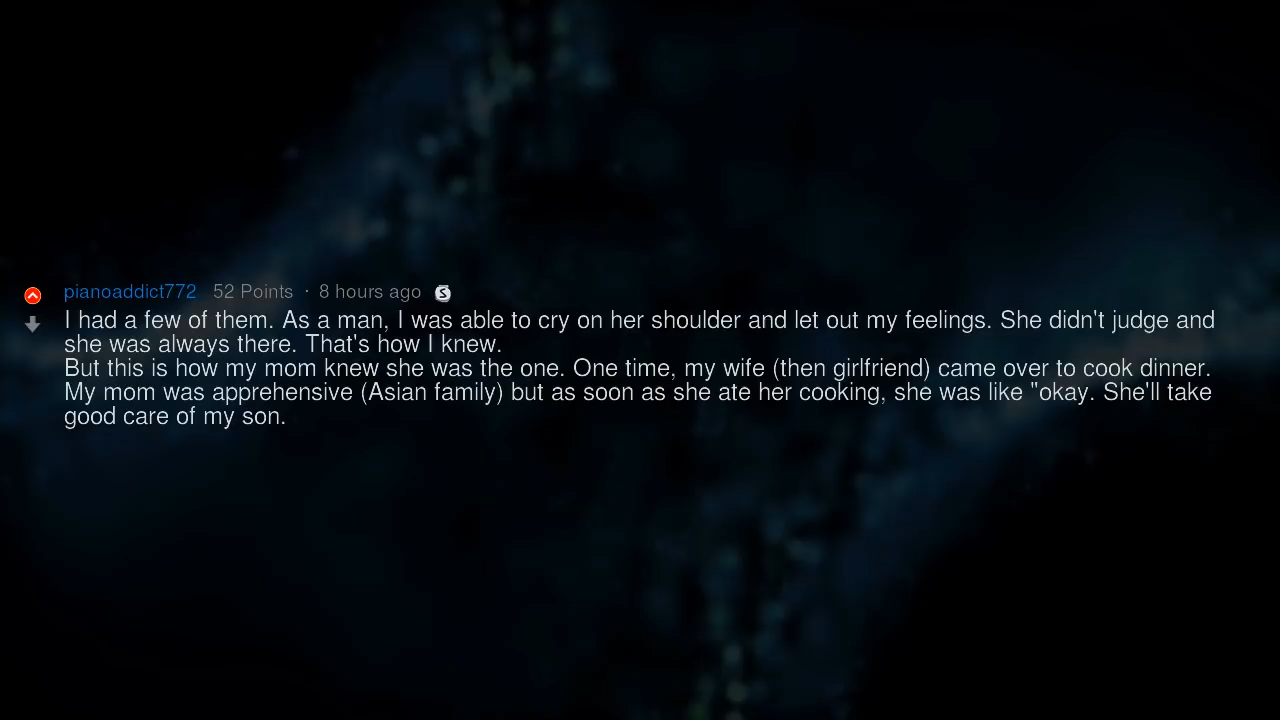 pianoaddict772 52 Points · 8 hours ago S
I had a few of them. As a man, I was able to cry on her shoulder and let out my feelings. She didn't judge and
she was always there. That's how I knew.
But this is how my mom knew she was the one. One time, my wife (then girlfriend) came over to cook dinner.
My mom was apprehensive (Asian family) but as soon as she ate her cooking, she was like "okay. She'll take
good care of my son.